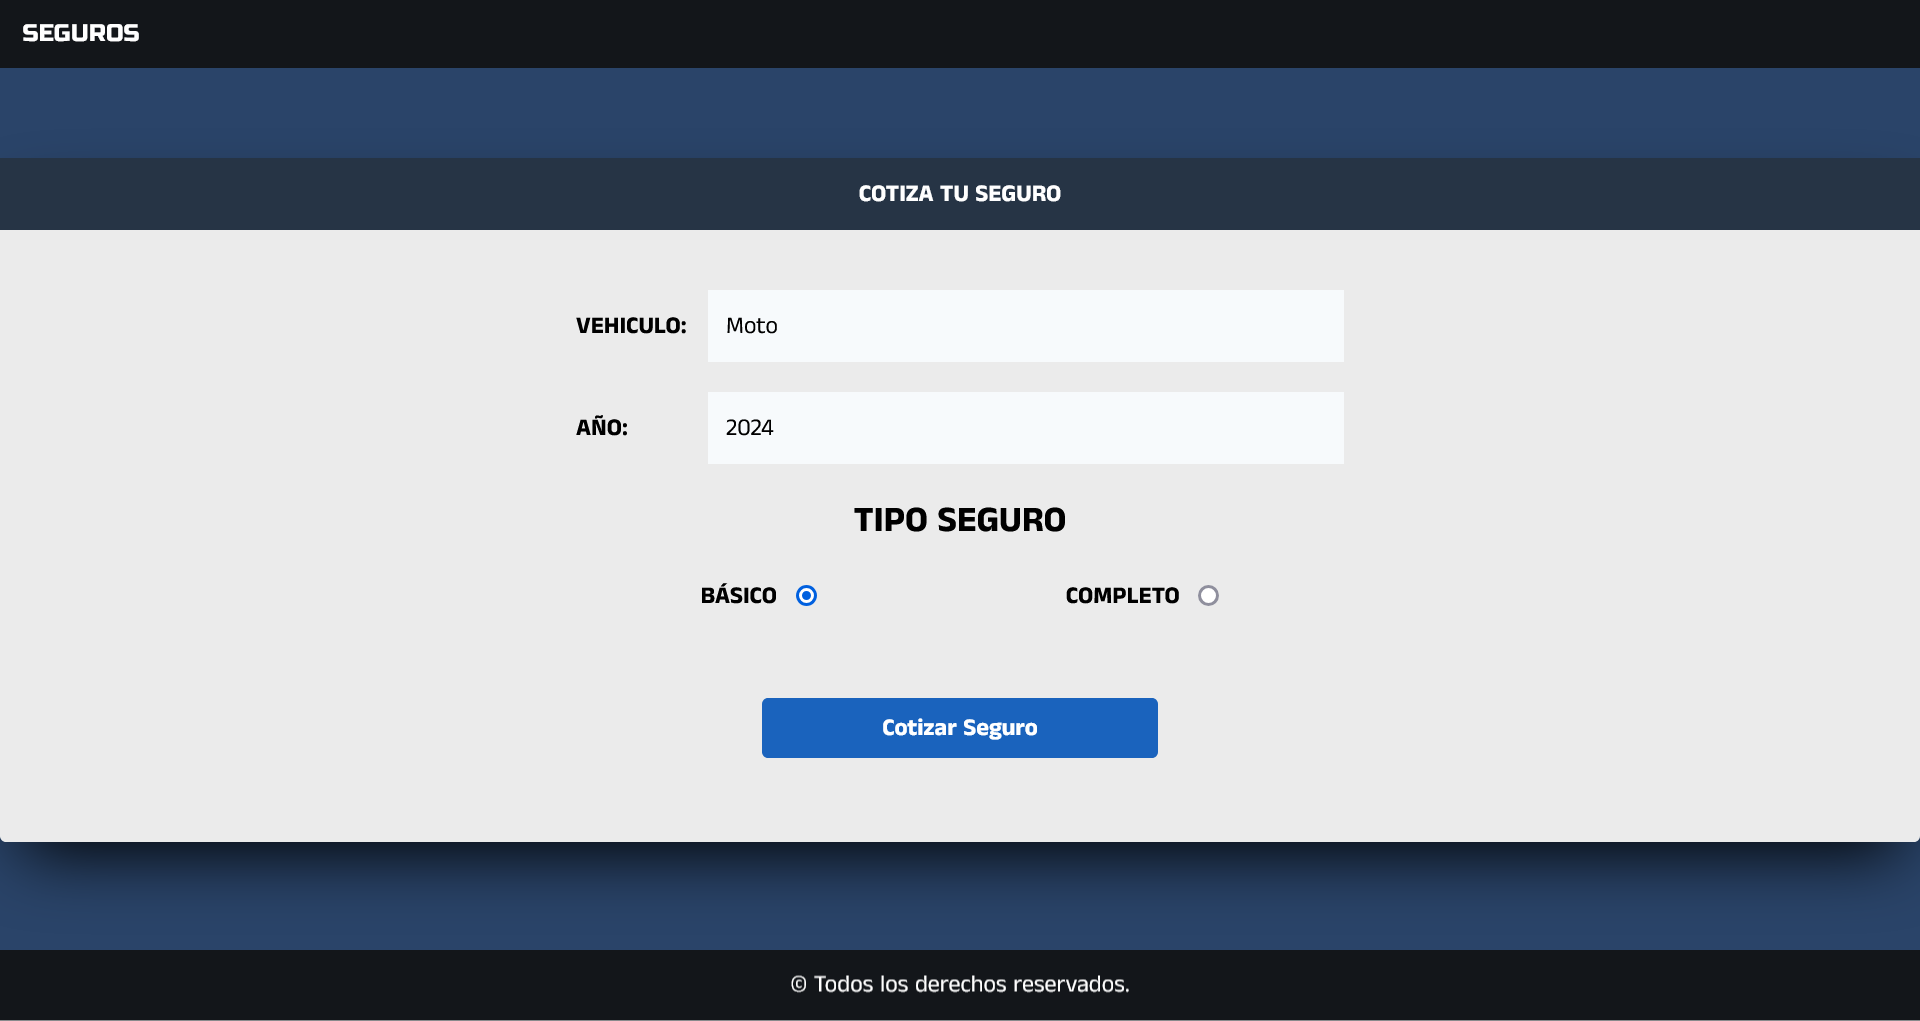 SEGUROS
COTIZA TU SEGURO
VEHICULO: Moto
AÑO: 2024
TIPO SEGURO
BÁSICO COMPLETO
Cotizar Seguro
© Todos los derechos reservados.